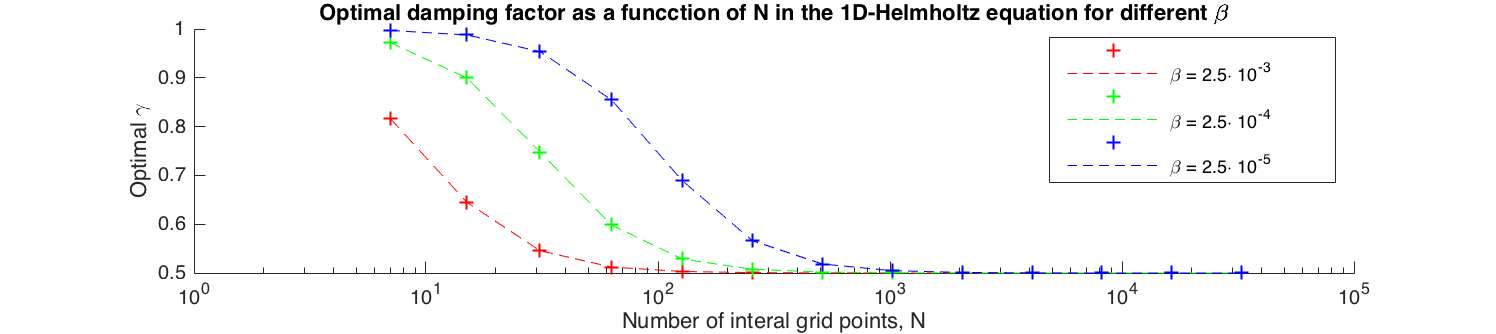 Optimal damping factor as a funcction of N in the 1D-Helmholtz equation for different β
1
0.9
0.8
0.7
0.6
0.5
Optimal γ
β = 2.5· 10^-3
β = 2.5· 10^-4
β = 2.5· 10^-5
10^0 10^1 10^2 10^3 10^4 10^5
Number of interal grid points, N